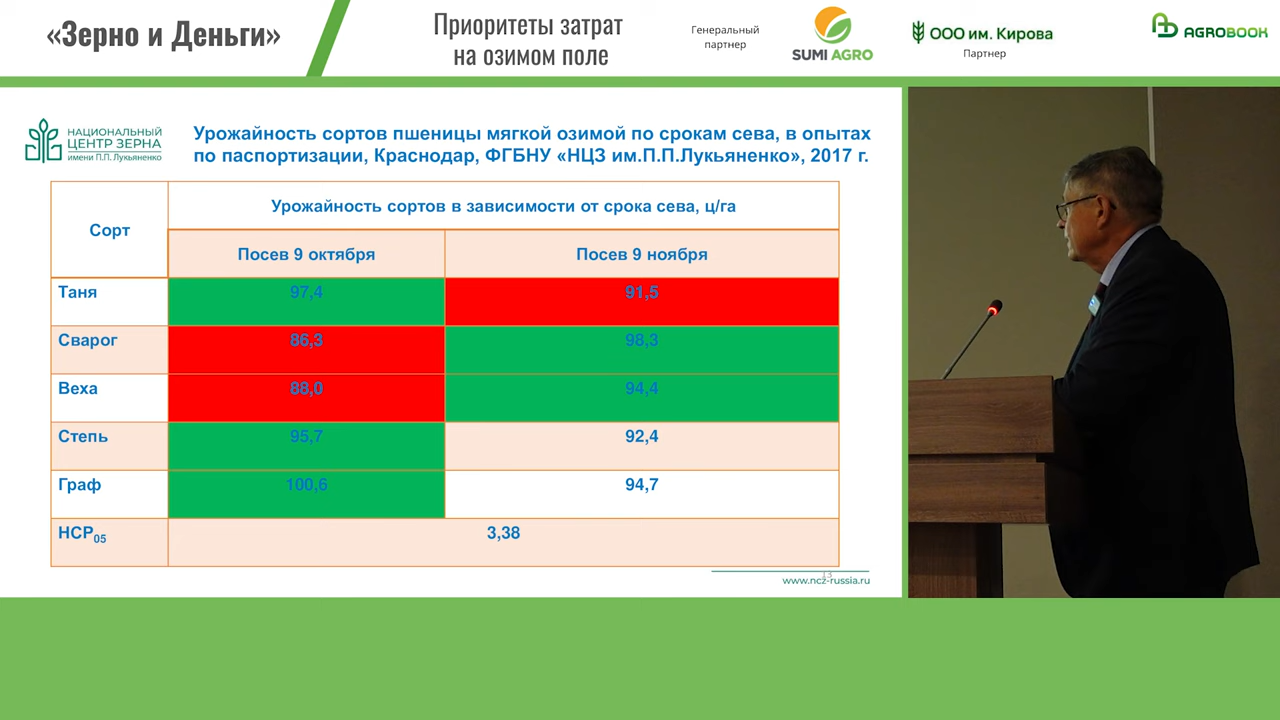 «Зерно и Деньги»
Приоритеты затрат
на озимом поле
Генеральный
партнер
SUMI AGRO
ООО им. Кирова
Партнер
AGROBOOK
НАЦИОНАЛЬНЫЙ
ЦЕНТР ЗЕРНА
имени П.П. Лукьяненко
Урожайность сортов пшеницы мягкой озимой по срокам сева, в опытах
по паспортизации, Краснодар, ФГБНУ «НЦЗ им.П.П.Лукьяненко», 2017 г.
Сорт
Урожайность сортов в зависимости от срока сева, ц/га
Посев 9 октября
Посев 9 ноября
Таня 97,4 91,5
Сварог 86,3 98,3
Веха 88,0 94,4
Степь 95,7 92,4
Граф 100,6 94,7
НСР05 3,38
13
www.ncz-russia.ru